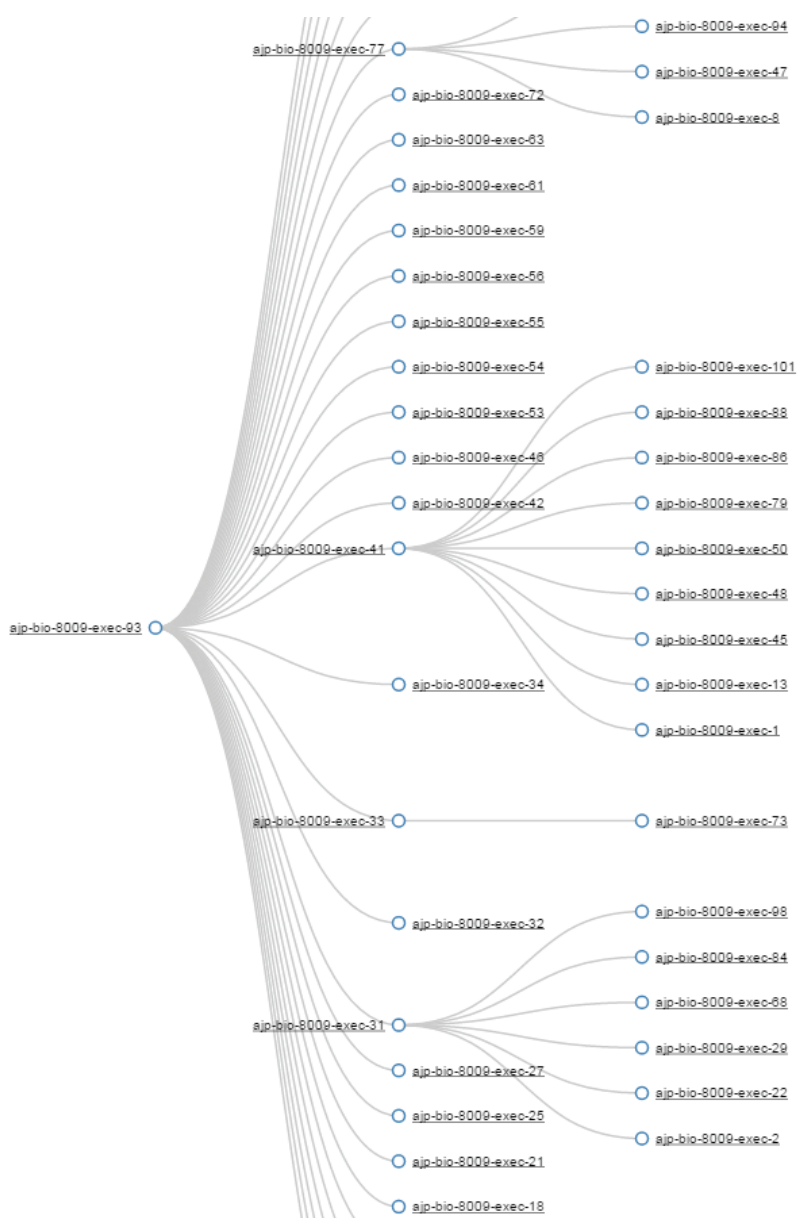 ajp-bio-8009-exec-94
ajp-bio-8009-exec-77
ajp-bio-8009-exec-47
ajp-bio-8009-exec-72
ajp-bio-8009-exec-8
ajp-bio-8009-exec-63
ajp-bio-8009-exec-61
ajp-bio-8009-exec-59
ajp-bio-8009-exec-56
ajp-bio-8009-exec-55
ajp-bio-8009-exec-54
ajp-bio-8009-exec-101
ajp-bio-8009-exec-53
ajp-bio-8009-exec-88
ajp-bio-8009-exec-46
ajp-bio-8009-exec-86
ajp-bio-8009-exec-42
ajp-bio-8009-exec-79
ajp-bio-8009-exec-41
ajp-bio-8009-exec-50
ajp-bio-8009-exec-48
ajp-bio-8009-exec-93
ajp-bio-8009-exec-45
ajp-bio-8009-exec-34
ajp-bio-8009-exec-13
ajp-bio-8009-exec-1
ajp-bio-8009-exec-33
ajp-bio-8009-exec-73
ajp-bio-8009-exec-32
ajp-bio-8009-exec-98
ajp-bio-8009-exec-84
ajp-bio-8009-exec-68
ajp-bio-8009-exec-31
ajp-bio-8009-exec-29
ajp-bio-8009-exec-27
ajp-bio-8009-exec-22
ajp-bio-8009-exec-25
ajp-bio-8009-exec-2
ajp-bio-8009-exec-21
ajp-bio-8009-exec-18